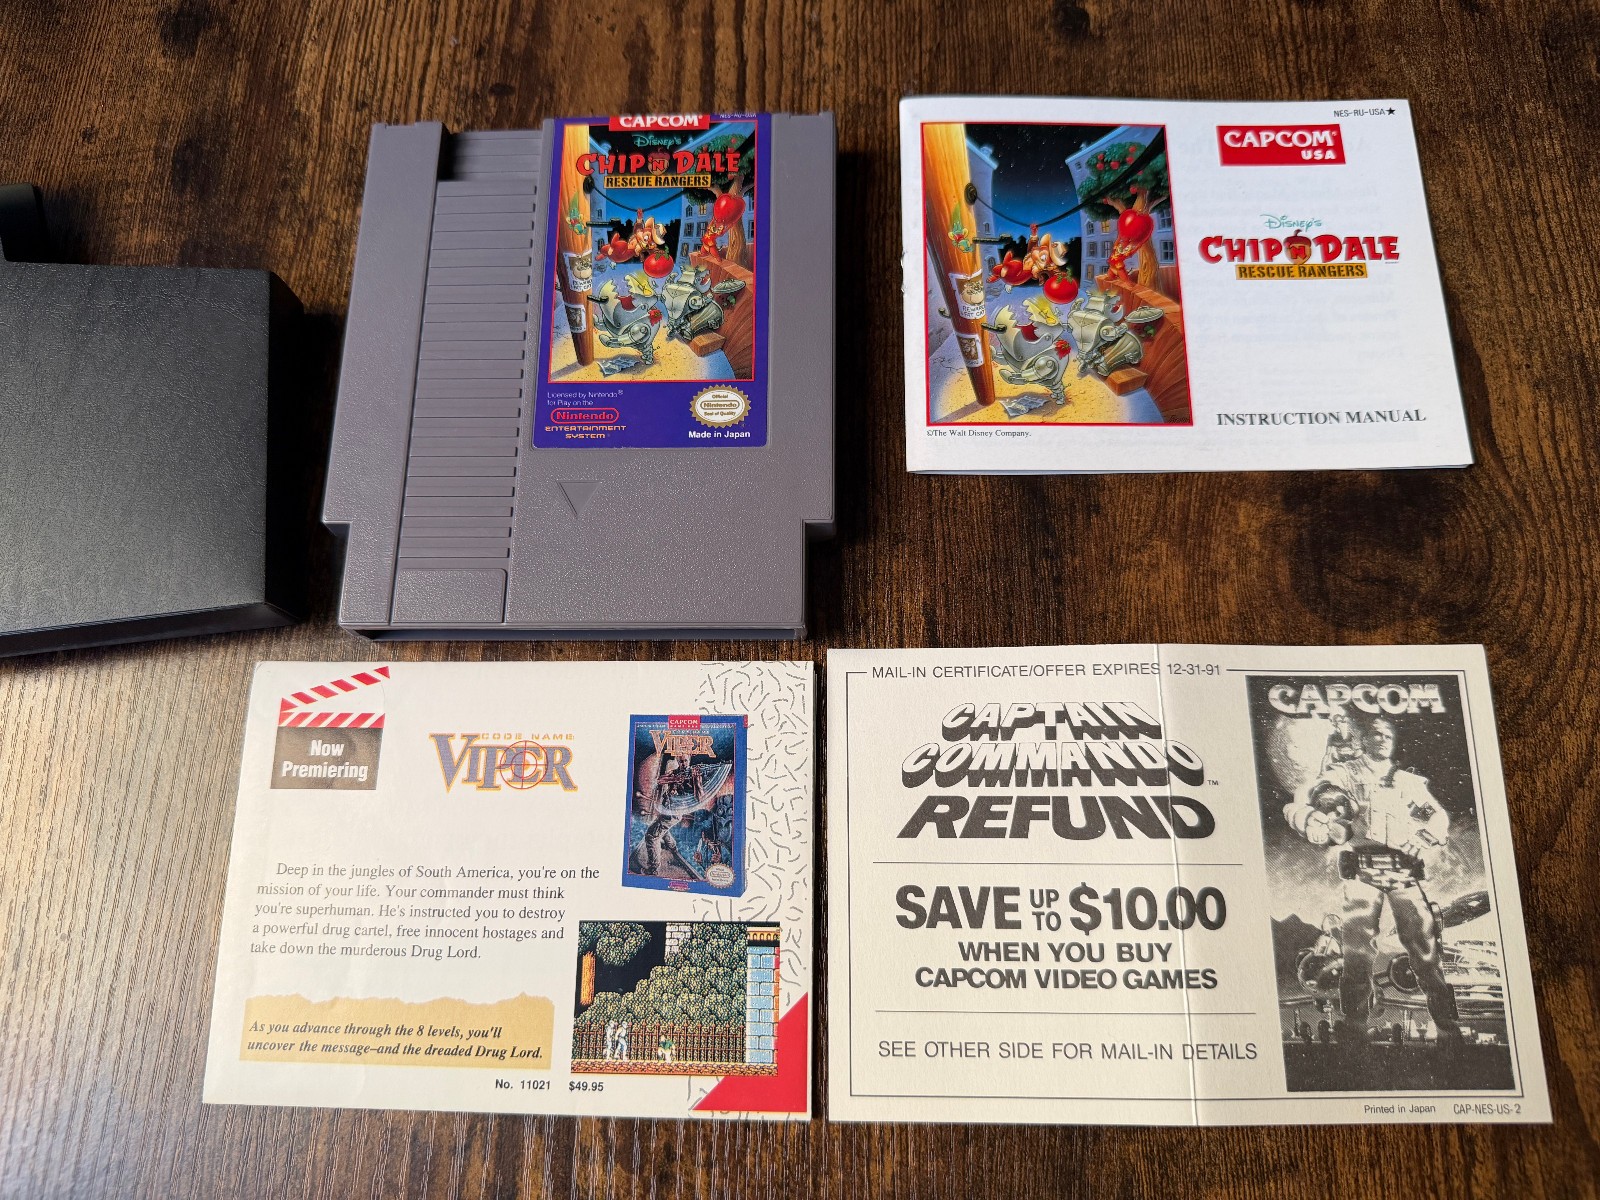 CAPCOM®
NES-RU-USA
Disney's
CHIP 'N DALE
RESCUE RANGERS
Licensed by Nintendo®
for Play on the
Nintendo
ENTERTAINMENT
SYSTEM®
Official
Nintendo
Seal of Quality
Made in Japan
NES-RU-USA★
CAPCOM®
USA
Disney's
CHIP 'N DALE
RESCUE RANGERS
INSTRUCTION MANUAL
©The Walt Disney Company.
Now
Premiering
CODE NAME
VIPER
CAPCOM
VIPER
Deep in the jungles of South America, you're on the
mission of your life. Your commander must think
you're superhuman. He's instructed you to destroy
a powerful drug cartel, free innocent hostages and
take down the murderous Drug Lord.
As you advance through the 8 levels, you'll
uncover the message–and the dreaded Drug Lord.
No. 11021 $49.95
MAIL-IN CERTIFICATE/OFFER EXPIRES 12-31-91
CAPTAIN
COMMANDO™
REFUND
SAVE UP TO $10.00
WHEN YOU BUY
CAPCOM VIDEO GAMES
SEE OTHER SIDE FOR MAIL-IN DETAILS
CAPCOM
Printed in Japan CAP-NES-US-2